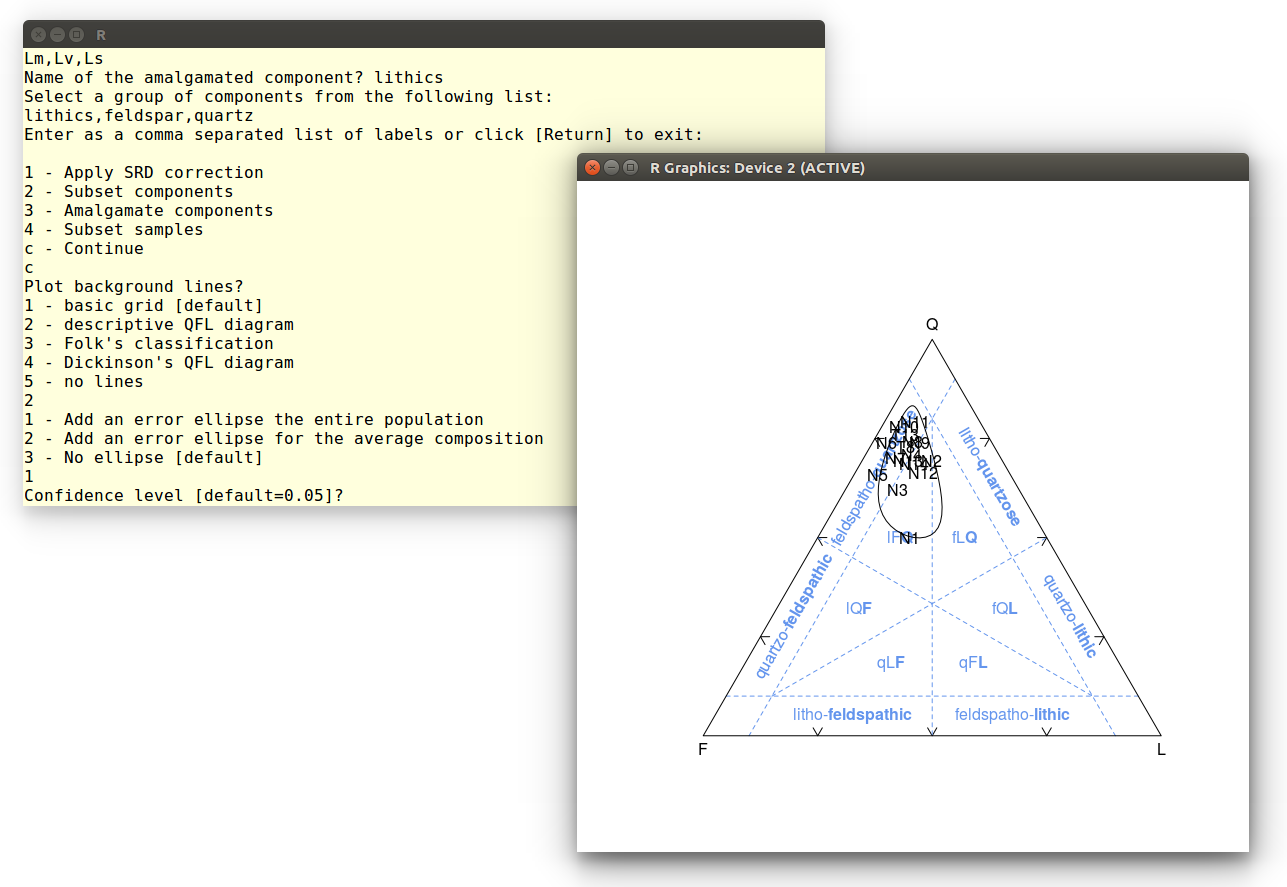 R
Lm,Lv,Ls
Name of the amalgamated component? lithics
Select a group of components from the following list:
lithics,feldspar,quartz
Enter as a comma separated list of labels or click [Return] to exit:
1 - Apply SRD correction
2 - Subset components
3 - Amalgamate components
4 - Subset samples
c - Continue
c
Plot background lines?
1 - basic grid [default]
2 - descriptive QFL diagram
3 - Folk's classification
4 - Dickinson's QFL diagram
5 - no lines
2
1 - Add an error ellipse the entire population
2 - Add an error ellipse for the average composition
3 - No ellipse [default]
1
Confidence level [default=0.05]?
R Graphics: Device 2 (ACTIVE)
Q
N11
N10
N9
N2
N5
N12
N3
N1
feldspatho-
litho-quartzose
fLQ
quartzo-feldspathic
lQF
fQL
quartzo-lithic
qLF
qFL
litho-feldspathic
feldspatho-lithic
F
L